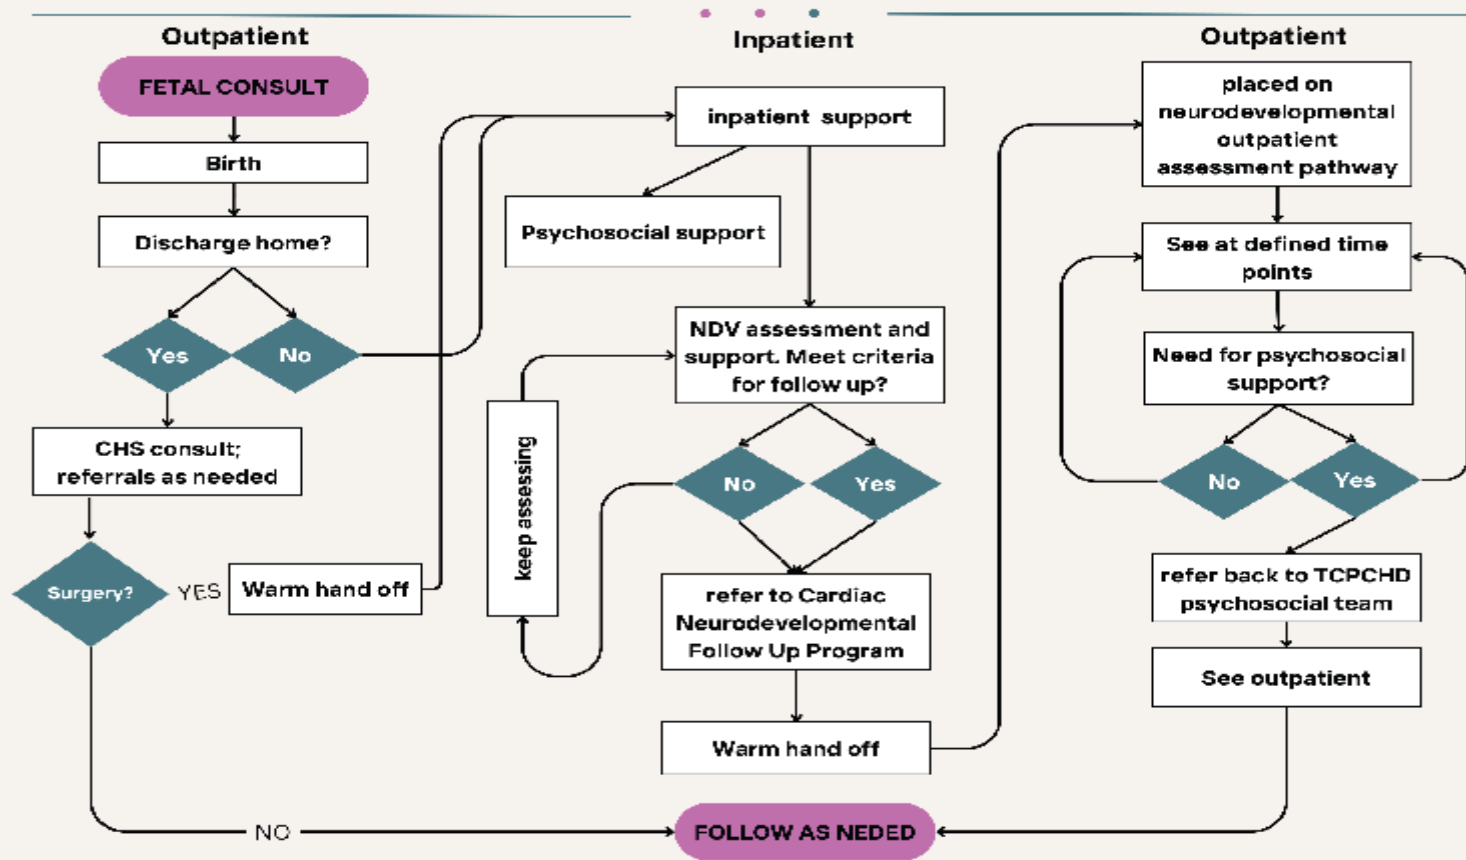 Outpatient
FETAL CONSULT
Birth
Discharge home?
Yes
No
CHS consult;
referrals as needed
Surgery?
YES
Warm hand off
NO
Inpatient
inpatient support
Psychosocial support
NDV assessment and
support. Meet criteria
for follow up?
keep assessing
No
Yes
refer to Cardiac
Neurodevelopmental
Follow Up Program
Warm hand off
FOLLOW AS NEDED
Outpatient
placed on
neurodevelopmental
outpatient
assessment pathway
See at defined time
points
Need for psychosocial
support?
No
Yes
refer back to TCPCHD
psychosocial team
See outpatient